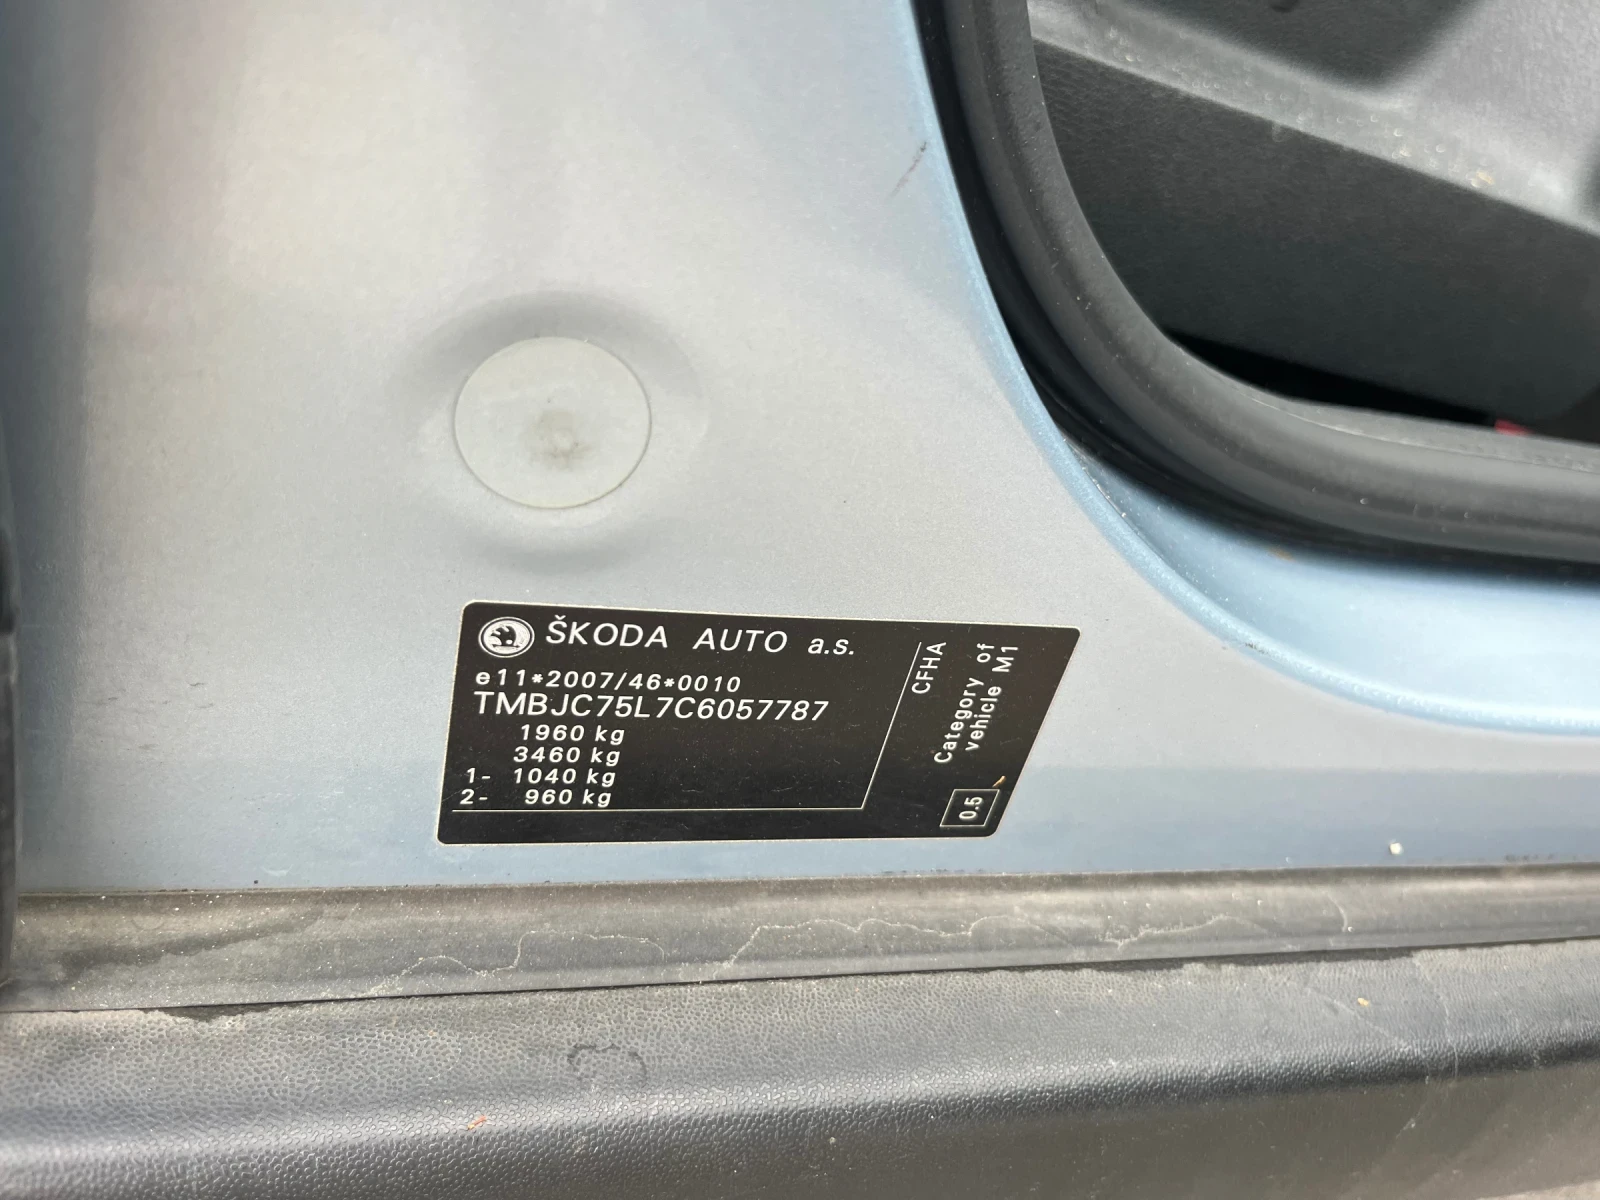 ŠKODA AUTO a.s.
e11*2007/46*0010
TMBJC75L7C6057787
1960 kg
3460 kg
1- 1040 kg
2- 960 kg
CFHA
Category of
vehicle M1
0.5